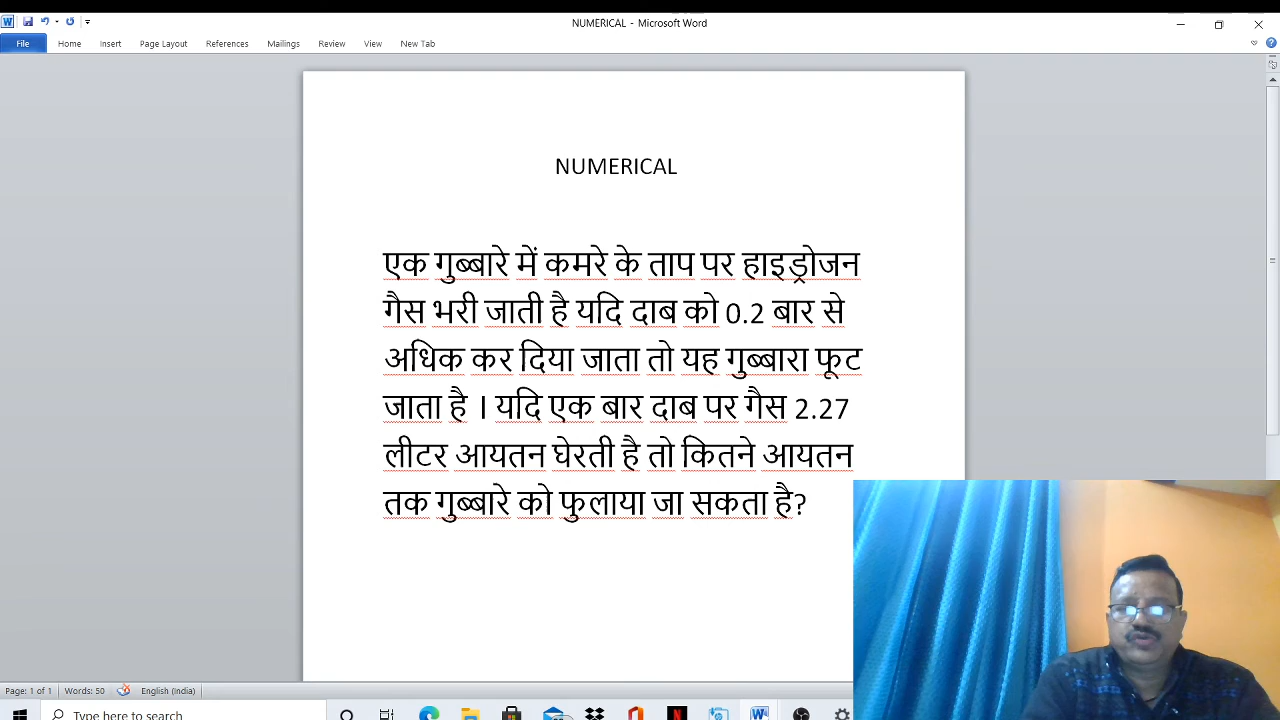 NUMERICAL - Microsoft Word
File Home Insert Page Layout References Mailings Review View New Tab
NUMERICAL
एक गुब्बारे में कमरे के ताप पर हाइड्रोजन
गैस भरी जाती है यदि दाब को 0.2 बार से
अधिक कर दिया जाता तो यह गुब्बारा फूट
जाता है । यदि एक बार दाब पर गैस 2.27
लीटर आयतन घेरती है तो कितने आयतन
तक गुब्बारे को फुलाया जा सकता है?
Page: 1 of 1 Words: 50 English (India)
Type here to search